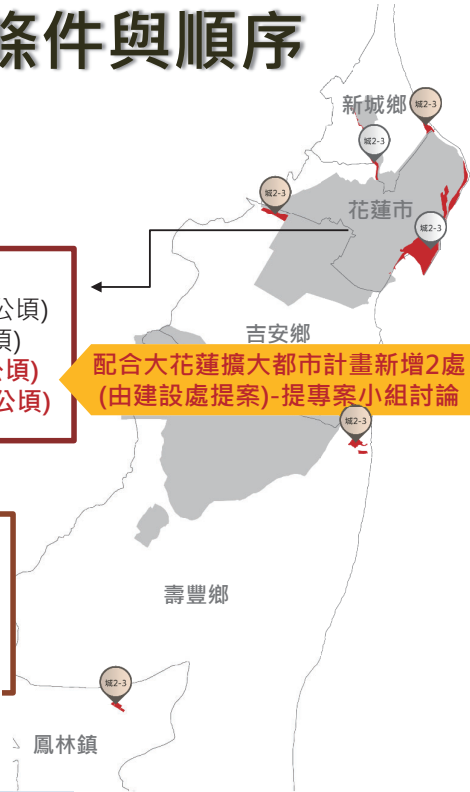 條件與順序
新城鄉
城2-3
城2-3
城2-3
花蓮市
城2-3
公頃)
頃)
公頃)
公頃)
吉安鄉
配合大花蓮擴大都市計畫新增2處
(由建設處提案)-提專案小組討論
城2-3
壽豐鄉
城2-3
鳳林鎮